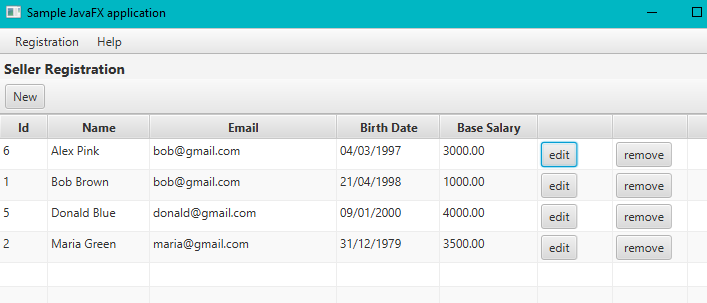 Sample JavaFX application
Registration Help
Seller Registration
New
Id Name Email Birth Date Base Salary
6 Alex Pink bob@gmail.com 04/03/1997 3000.00 edit remove
1 Bob Brown bob@gmail.com 21/04/1998 1000.00 edit remove
5 Donald Blue donald@gmail.com 09/01/2000 4000.00 edit remove
2 Maria Green maria@gmail.com 31/12/1979 3500.00 edit remove